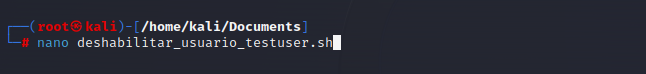 ┌──(root㉿kali)-[/home/kali/Documents]
└─# nano deshabilitar_usuario_testuser.sh